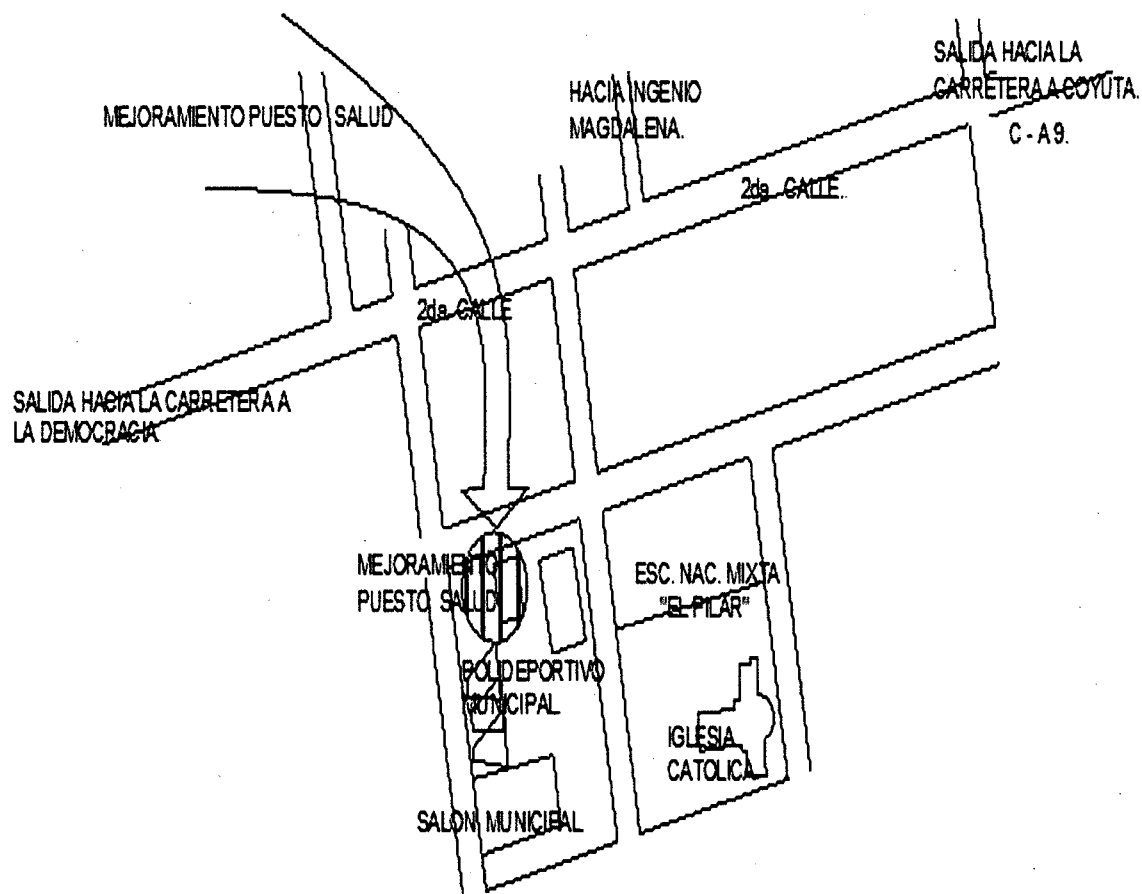 SALIDA HACIA LA
CARRETERA A COYUTA.
C - A 9.
HACIA INGENIO
MAGDALENA.
MEJORAMIENTO PUESTO SALUD
2da CALLE.
2da CALLE
SALIDA HACIA LA CARRETERA A
LA DEMOCRACIA
MEJORAMIENTO
PUESTO SALUD
ESC. NAC. MIXTA
"EL PILAR"
POLIDEPORTIVO
MUNICIPAL
IGLESIA
CATOLICA
SALON MUNICIPAL